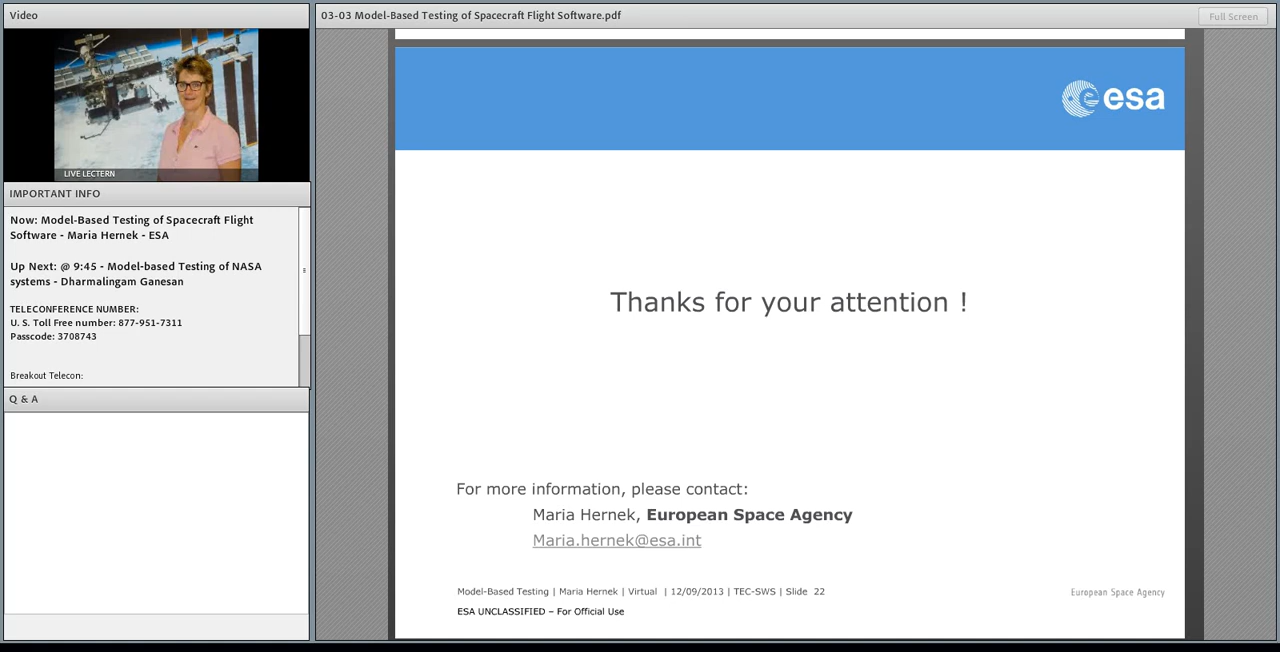 Video
03-03 Model-Based Testing of Spacecraft Flight Software.pdf
Full Screen
LIVE LECTERN
IMPORTANT INFO
Now: Model-Based Testing of Spacecraft Flight
Software - Maria Hernek - ESA
Up Next: @ 9:45 - Model-based Testing of NASA
systems - Dharmalingam Ganesan
TELECONFERENCE NUMBER:
U. S. Toll Free number: 877-951-7311
Passcode: 3708743
Breakout Telecon:
Q & A
esa
Thanks for your attention !
For more information, please contact:
Maria Hernek, European Space Agency
Maria.hernek@esa.int
Model-Based Testing | Maria Hernek | Virtual | 12/09/2013 | TEC-SWS | Slide 22
European Space Agency
ESA UNCLASSIFIED – For Official Use